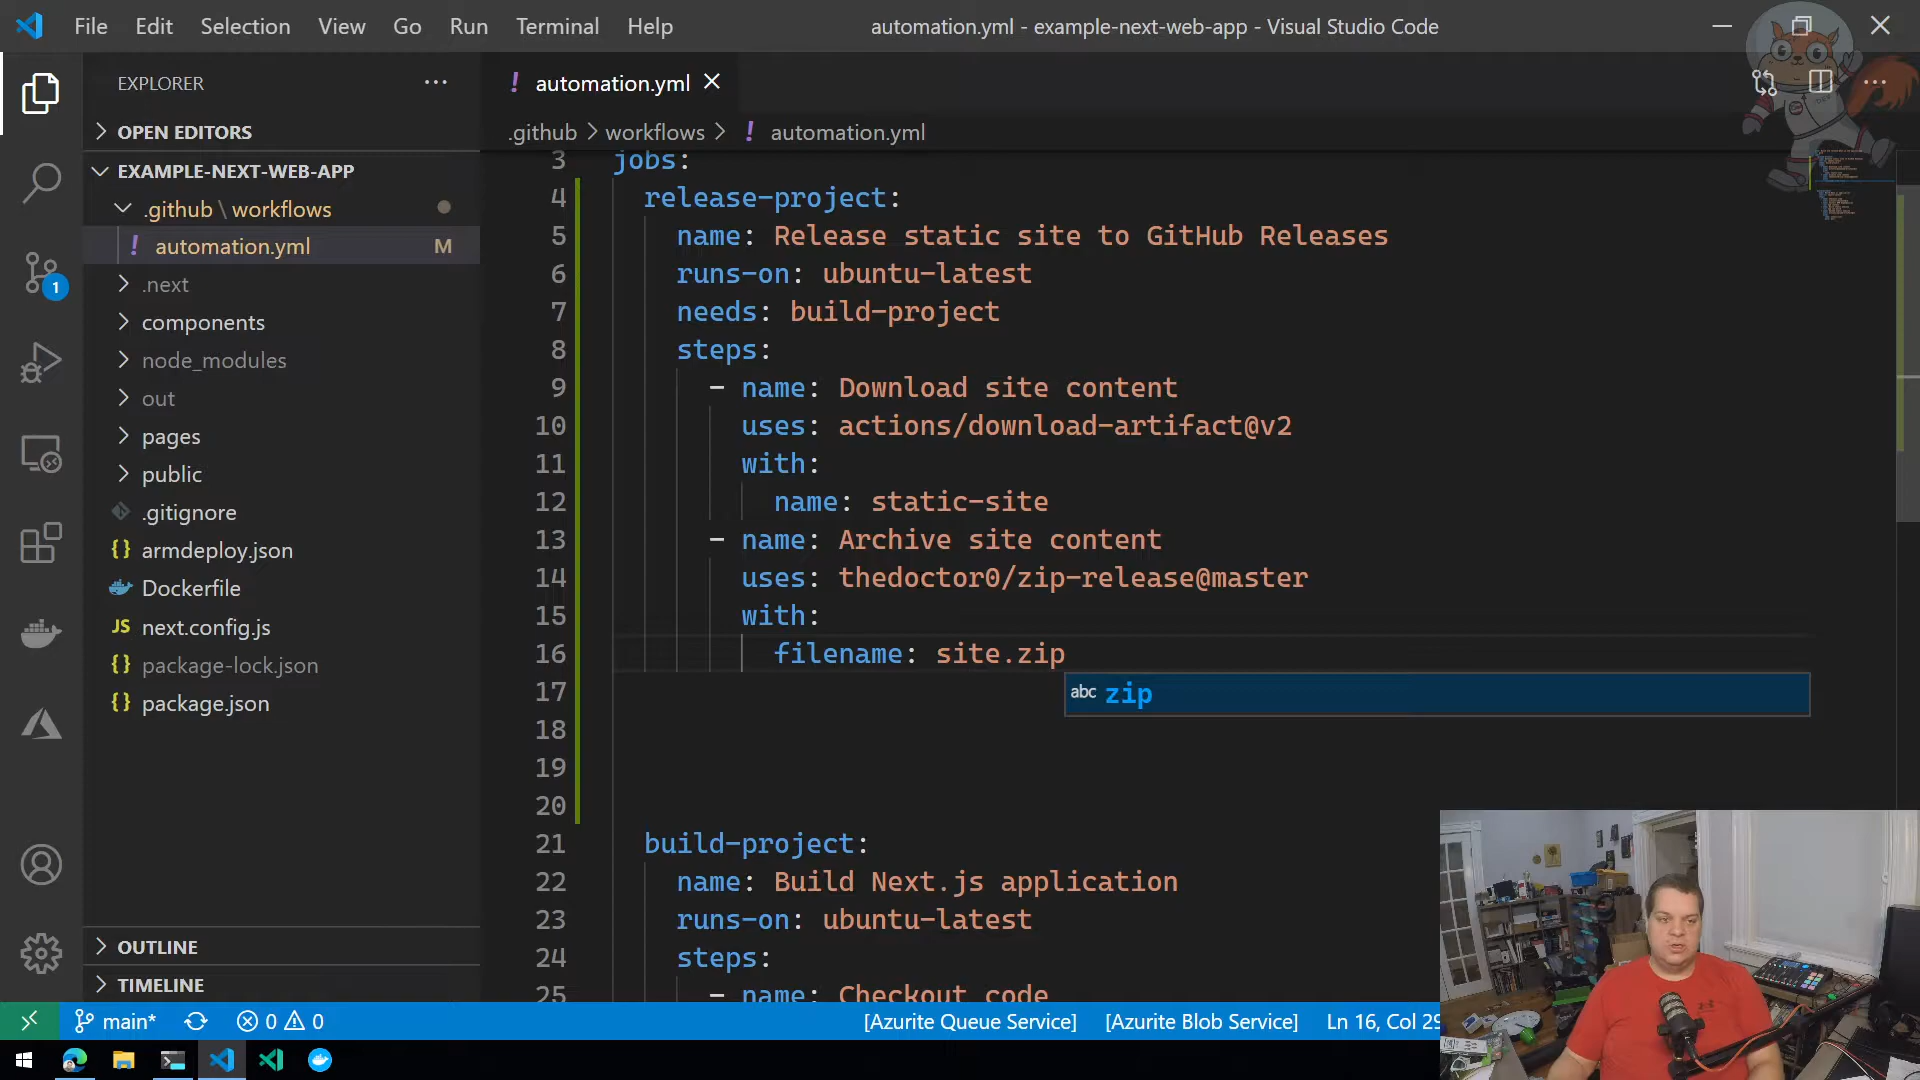 File Edit Selection View Go Run Terminal Help
automation.yml - example-next-web-app - Visual Studio Code
EXPLORER
OPEN EDITORS
EXAMPLE-NEXT-WEB-APP
.github\workflows
! automation.yml M
.next
components
node_modules
out
pages
public
.gitignore
{} armdeploy.json
Dockerfile
JS next.config.js
{} package-lock.json
{} package.json
OUTLINE
TIMELINE
1
! automation.yml
.github > workflows > ! automation.yml
3 jobs:
4 release-project:
5 name: Release static site to GitHub Releases
6 runs-on: ubuntu-latest
7 needs: build-project
8 steps:
9 - name: Download site content
10 uses: actions/download-artifact@v2
11 with:
12 name: static-site
13 - name: Archive site content
14 uses: thedoctor0/zip-release@master
15 with:
16 filename: site.zip
abc zip
17
18
19
20
21 build-project:
22 name: Build Next.js application
23 runs-on: ubuntu-latest
24 steps:
25 - name: Checkout code
main* 0 0 [Azurite Queue Service] [Azurite Blob Service] Ln 16, Col 29